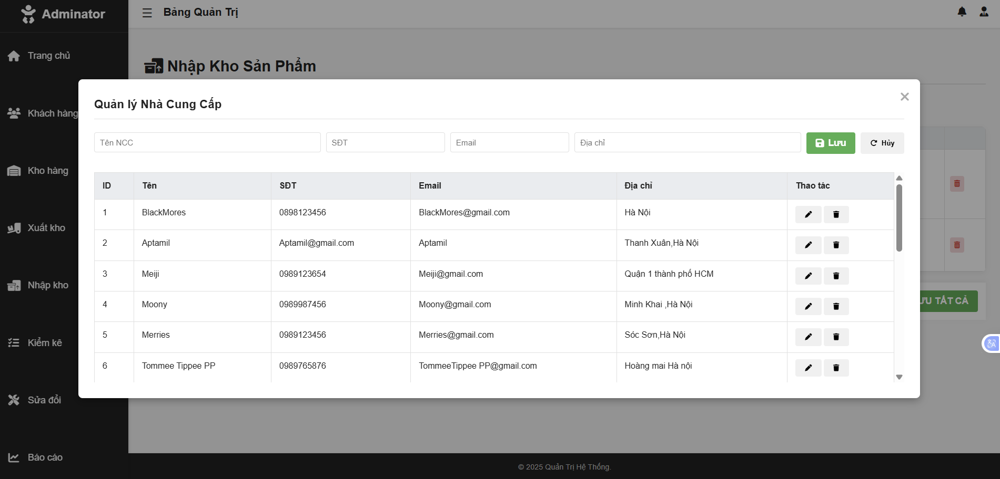 Adminator
Bảng Quản Trị
Trang chủ
Khách hàng
Kho hàng
Xuất kho
Nhập kho
Kiểm kê
Sửa đổi
Báo cáo
Nhập Kho Sản Phẩm
Quản lý Nhà Cung Cấp
Tên NCC SĐT Email Địa chỉ Lưu Hủy
ID Tên SĐT Email Địa chỉ Thao tác
1 BlackMores 0898123456 BlackMores@gmail.com Hà Nội
2 Aptamil Aptamil@gmail.com Aptamil Thanh Xuân,Hà Nội
3 Meiji 0989123654 Meiji@gmail.com Quận 1 thành phố HCM
4 Moony 0989987456 Moony@gmail.com Minh Khai ,Hà Nội
5 Merries 0989123456 Merries@gmail.com Sóc Sơn,Hà Nội
6 Tommee Tippee PP 0989765876 TommeeTippee PP@gmail.com Hoàng mai Hà nội
ƯU TẤT CẢ
© 2025 Quản Trị Hệ Thống.